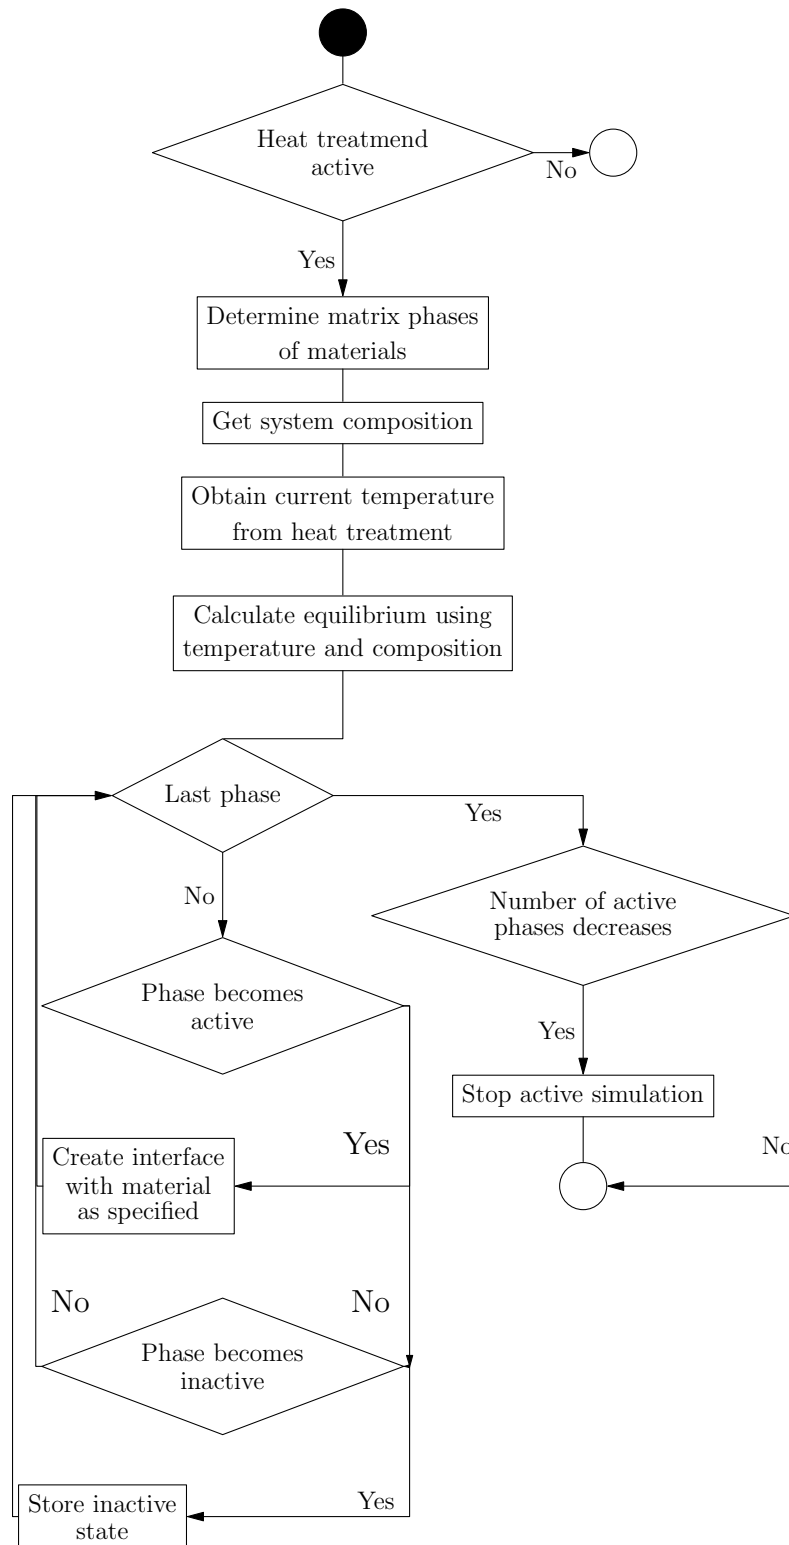 Heat treatmend
active
No
Yes
Determine matrix phases
of materials
Get system composition
Obtain current temperature
from heat treatment
Calculate equilibrium using
temperature and composition
Last phase
Yes
No
Number of active
phases decreases
Phase becomes
active
Yes
Stop active simulation
Yes
No
Create interface
with material
as specified
No
No
Phase becomes
inactive
Yes
Store inactive
state